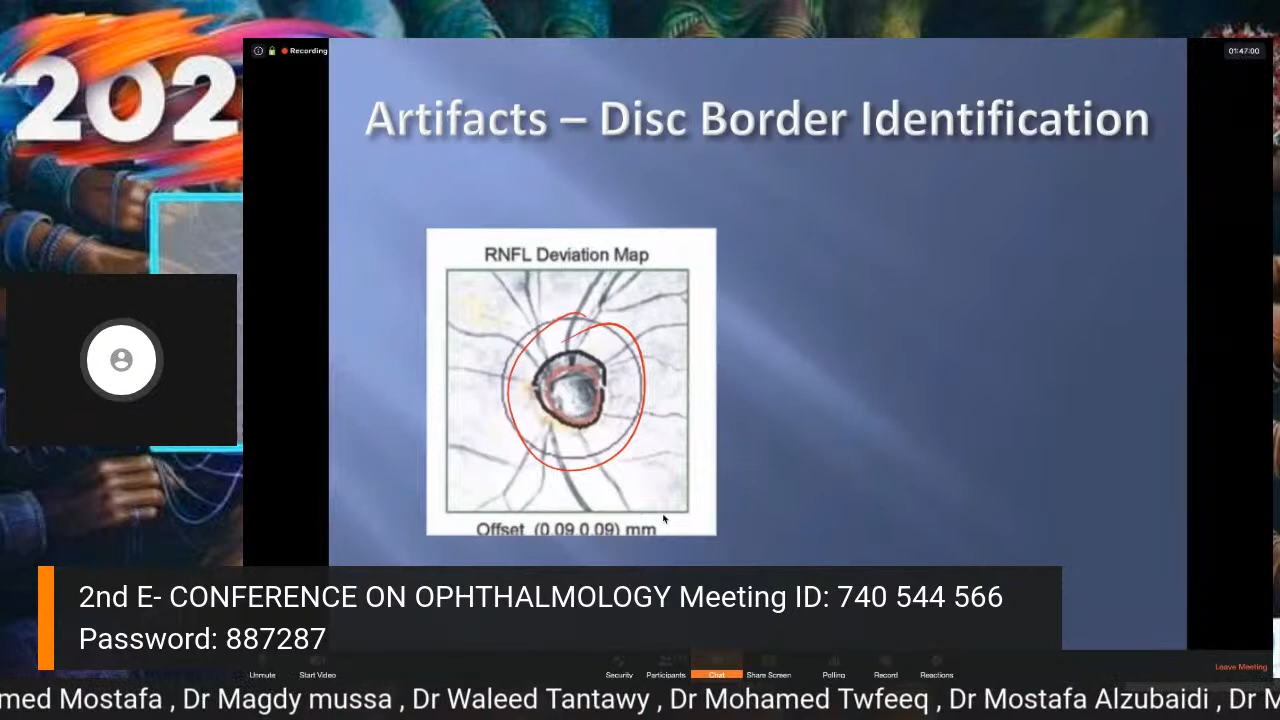 202
Recording
01:47:00
Artifacts – Disc Border Identification
RNFL Deviation Map
Offset (0.09 0.09) mm
2nd E- CONFERENCE ON OPHTHALMOLOGY Meeting ID: 740 544 566
Password: 887287
Unmute
Start Video
Security
Participants
Chat
Share Screen
Polling
Record
Reactions
Leave Meeting
med Mostafa , Dr Magdy mussa , Dr Waleed Tantawy , Dr Mohamed Twfeeq , Dr Mostafa Alzubaidi , Dr M